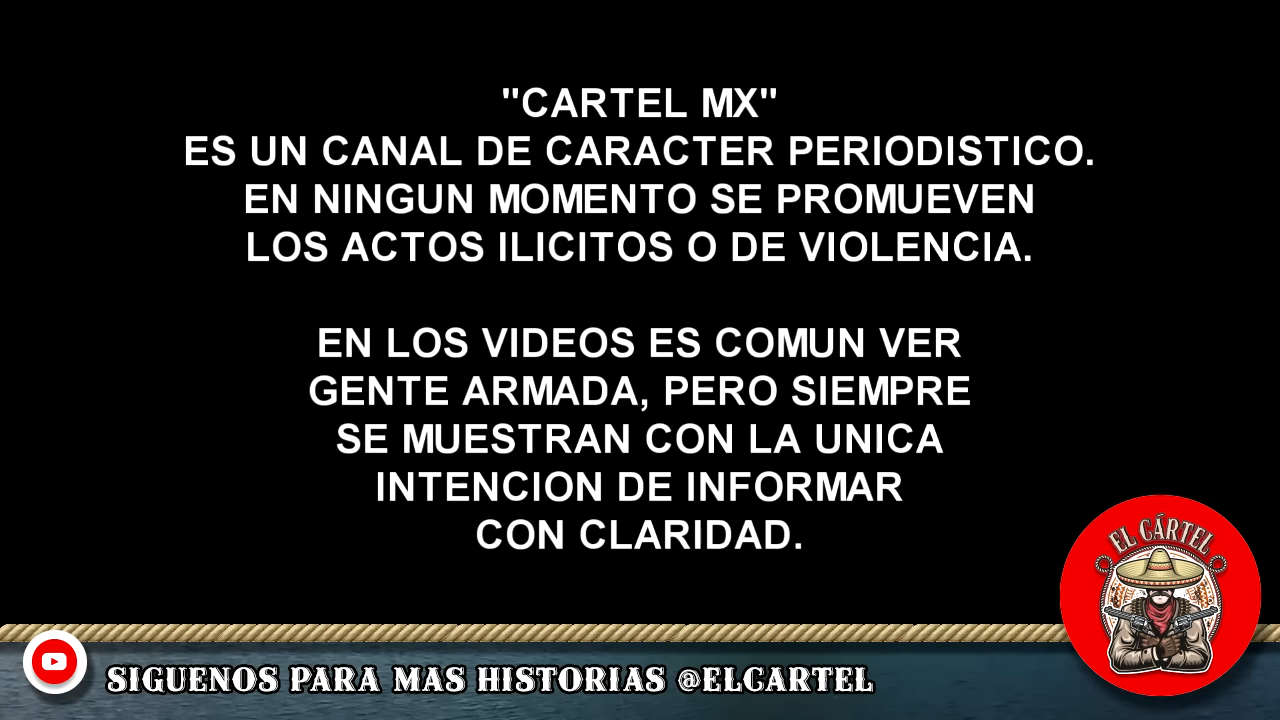 "CARTEL MX"
ES UN CANAL DE CARACTER PERIODISTICO.
EN NINGUN MOMENTO SE PROMUEVEN
LOS ACTOS ILICITOS O DE VIOLENCIA.
EN LOS VIDEOS ES COMUN VER
GENTE ARMADA, PERO SIEMPRE
SE MUESTRAN CON LA UNICA
INTENCION DE INFORMAR
CON CLARIDAD.
EL CÁRTEL
SIGUENOS PARA MAS HISTORIAS @ELCARTEL